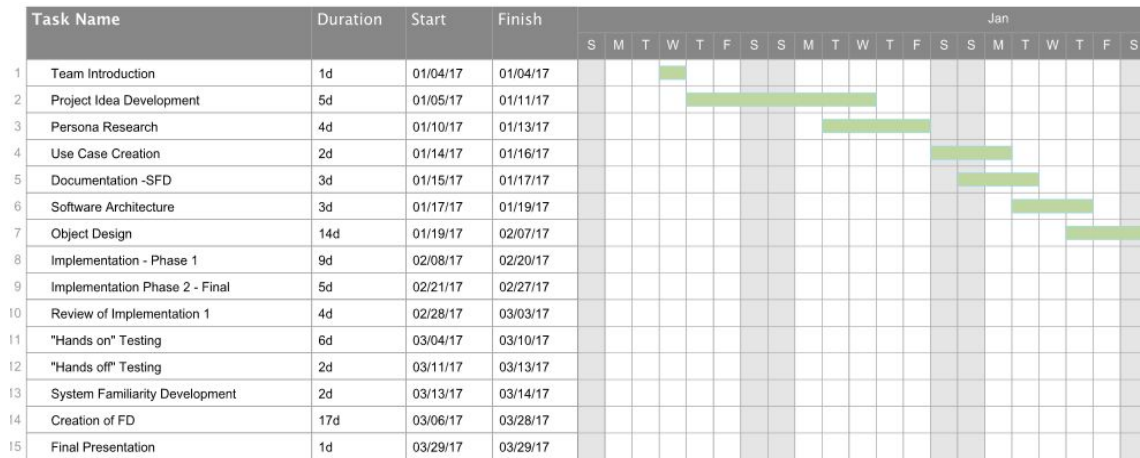 Task Name Duration Start Finish Jan
S M T W T F S S M T W T F S S M T W T F S
1 Team Introduction 1d 01/04/17 01/04/17
2 Project Idea Development 5d 01/05/17 01/11/17
3 Persona Research 4d 01/10/17 01/13/17
4 Use Case Creation 2d 01/14/17 01/16/17
5 Documentation -SFD 3d 01/15/17 01/17/17
6 Software Architecture 3d 01/17/17 01/19/17
7 Object Design 14d 01/19/17 02/07/17
8 Implementation - Phase 1 9d 02/08/17 02/20/17
9 Implementation Phase 2 - Final 5d 02/21/17 02/27/17
10 Review of Implementation 1 4d 02/28/17 03/03/17
11 "Hands on" Testing 6d 03/04/17 03/10/17
12 "Hands off" Testing 2d 03/11/17 03/13/17
13 System Familiarity Development 2d 03/13/17 03/14/17
14 Creation of FD 17d 03/06/17 03/28/17
15 Final Presentation 1d 03/29/17 03/29/17